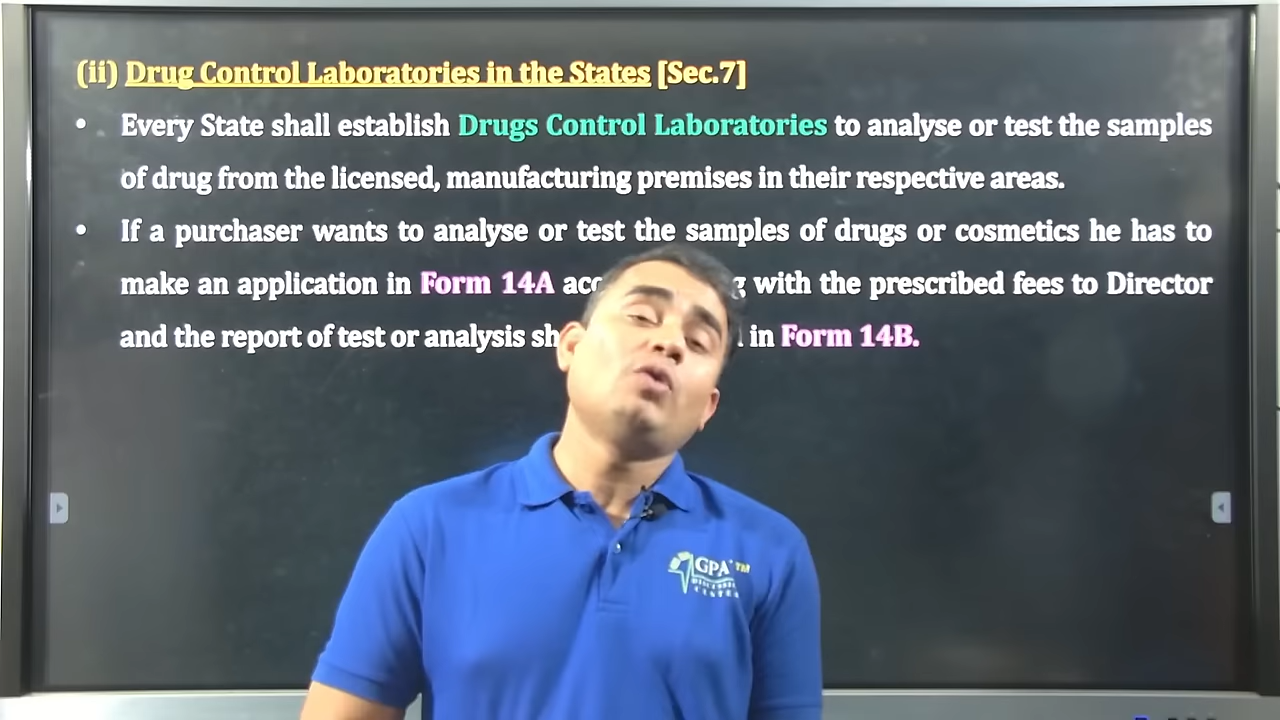 (ii) Drug Control Laboratories in the States [Sec.7]
• Every State shall establish Drugs Control Laboratories to analyse or test the samples
of drug from the licensed, manufacturing premises in their respective areas.
• If a purchaser wants to analyse or test the samples of drugs or cosmetics he has to
make an application in Form 14A with the prescribed fees to Director
and the report of test or analysis in Form 14B.
GPA TM